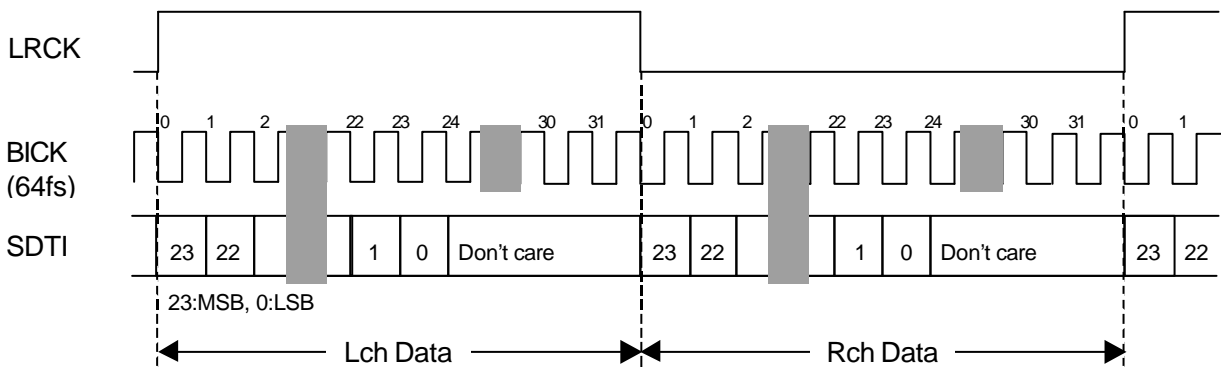 LRCK
0 1 2 22 23 24 30 31 0 1 2 22 23 24 30 31 0 1
BICK
(64fs)
SDTI 23 22 1 0 Don't care 23 22 1 0 Don't care 23 22
23:MSB, 0:LSB
Lch Data Rch Data